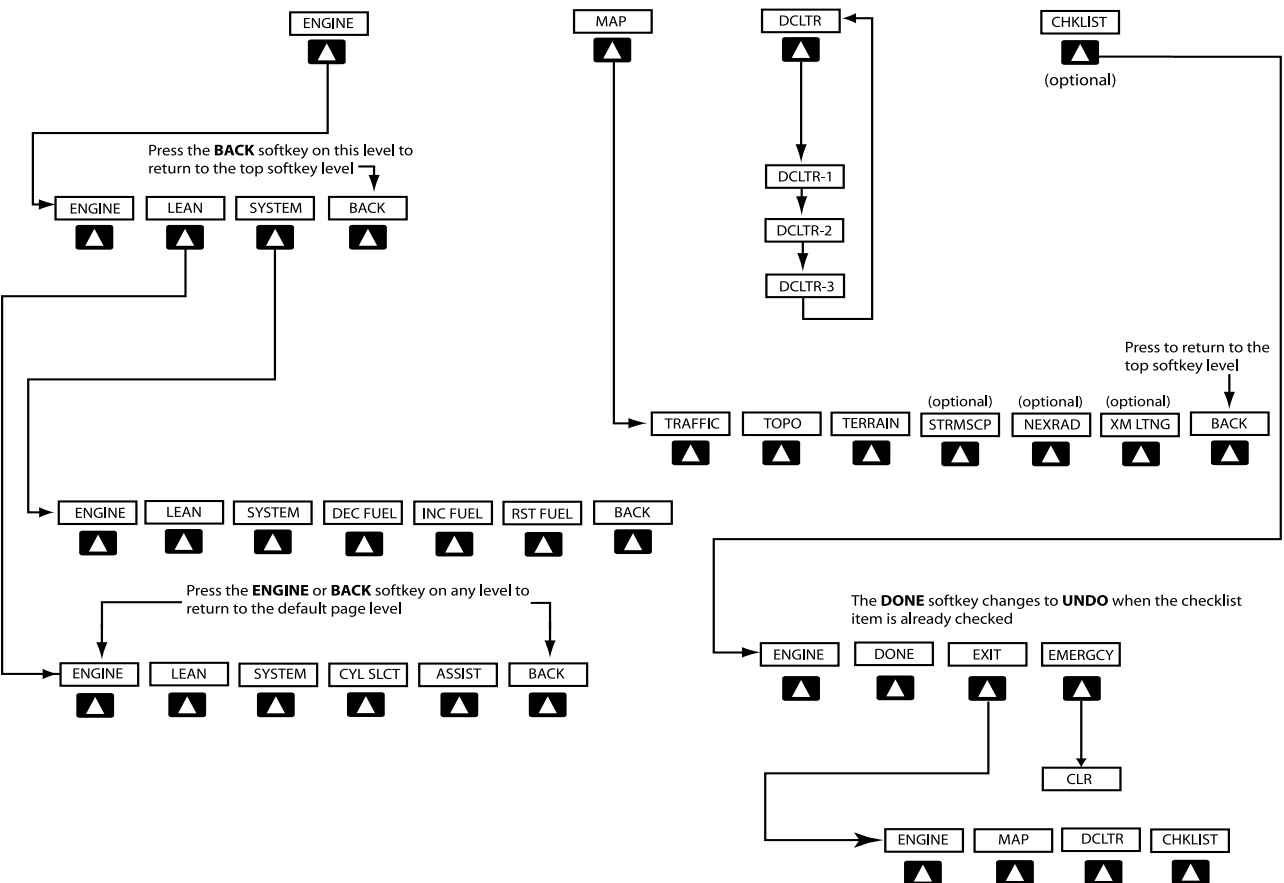 ENGINE
MAP
DCLTR
CHKLIST
(optional)
Press the BACK softkey on this level to
return to the top softkey level
ENGINE
LEAN
SYSTEM
BACK
DCLTR-1
DCLTR-2
DCLTR-3
Press to return to the
top softkey level
(optional)
(optional)
(optional)
TRAFFIC
TOPO
TERRAIN
STRMSCP
NEXRAD
XM LTNG
BACK
ENGINE
LEAN
SYSTEM
DEC FUEL
INC FUEL
RST FUEL
BACK
Press the ENGINE or BACK softkey on any level to
return to the default page level
ENGINE
LEAN
SYSTEM
CYL SLCT
ASSIST
BACK
The DONE softkey changes to UNDO when the checklist
item is already checked
ENGINE
DONE
EXIT
EMERGCY
CLR
ENGINE
MAP
DCLTR
CHKLIST